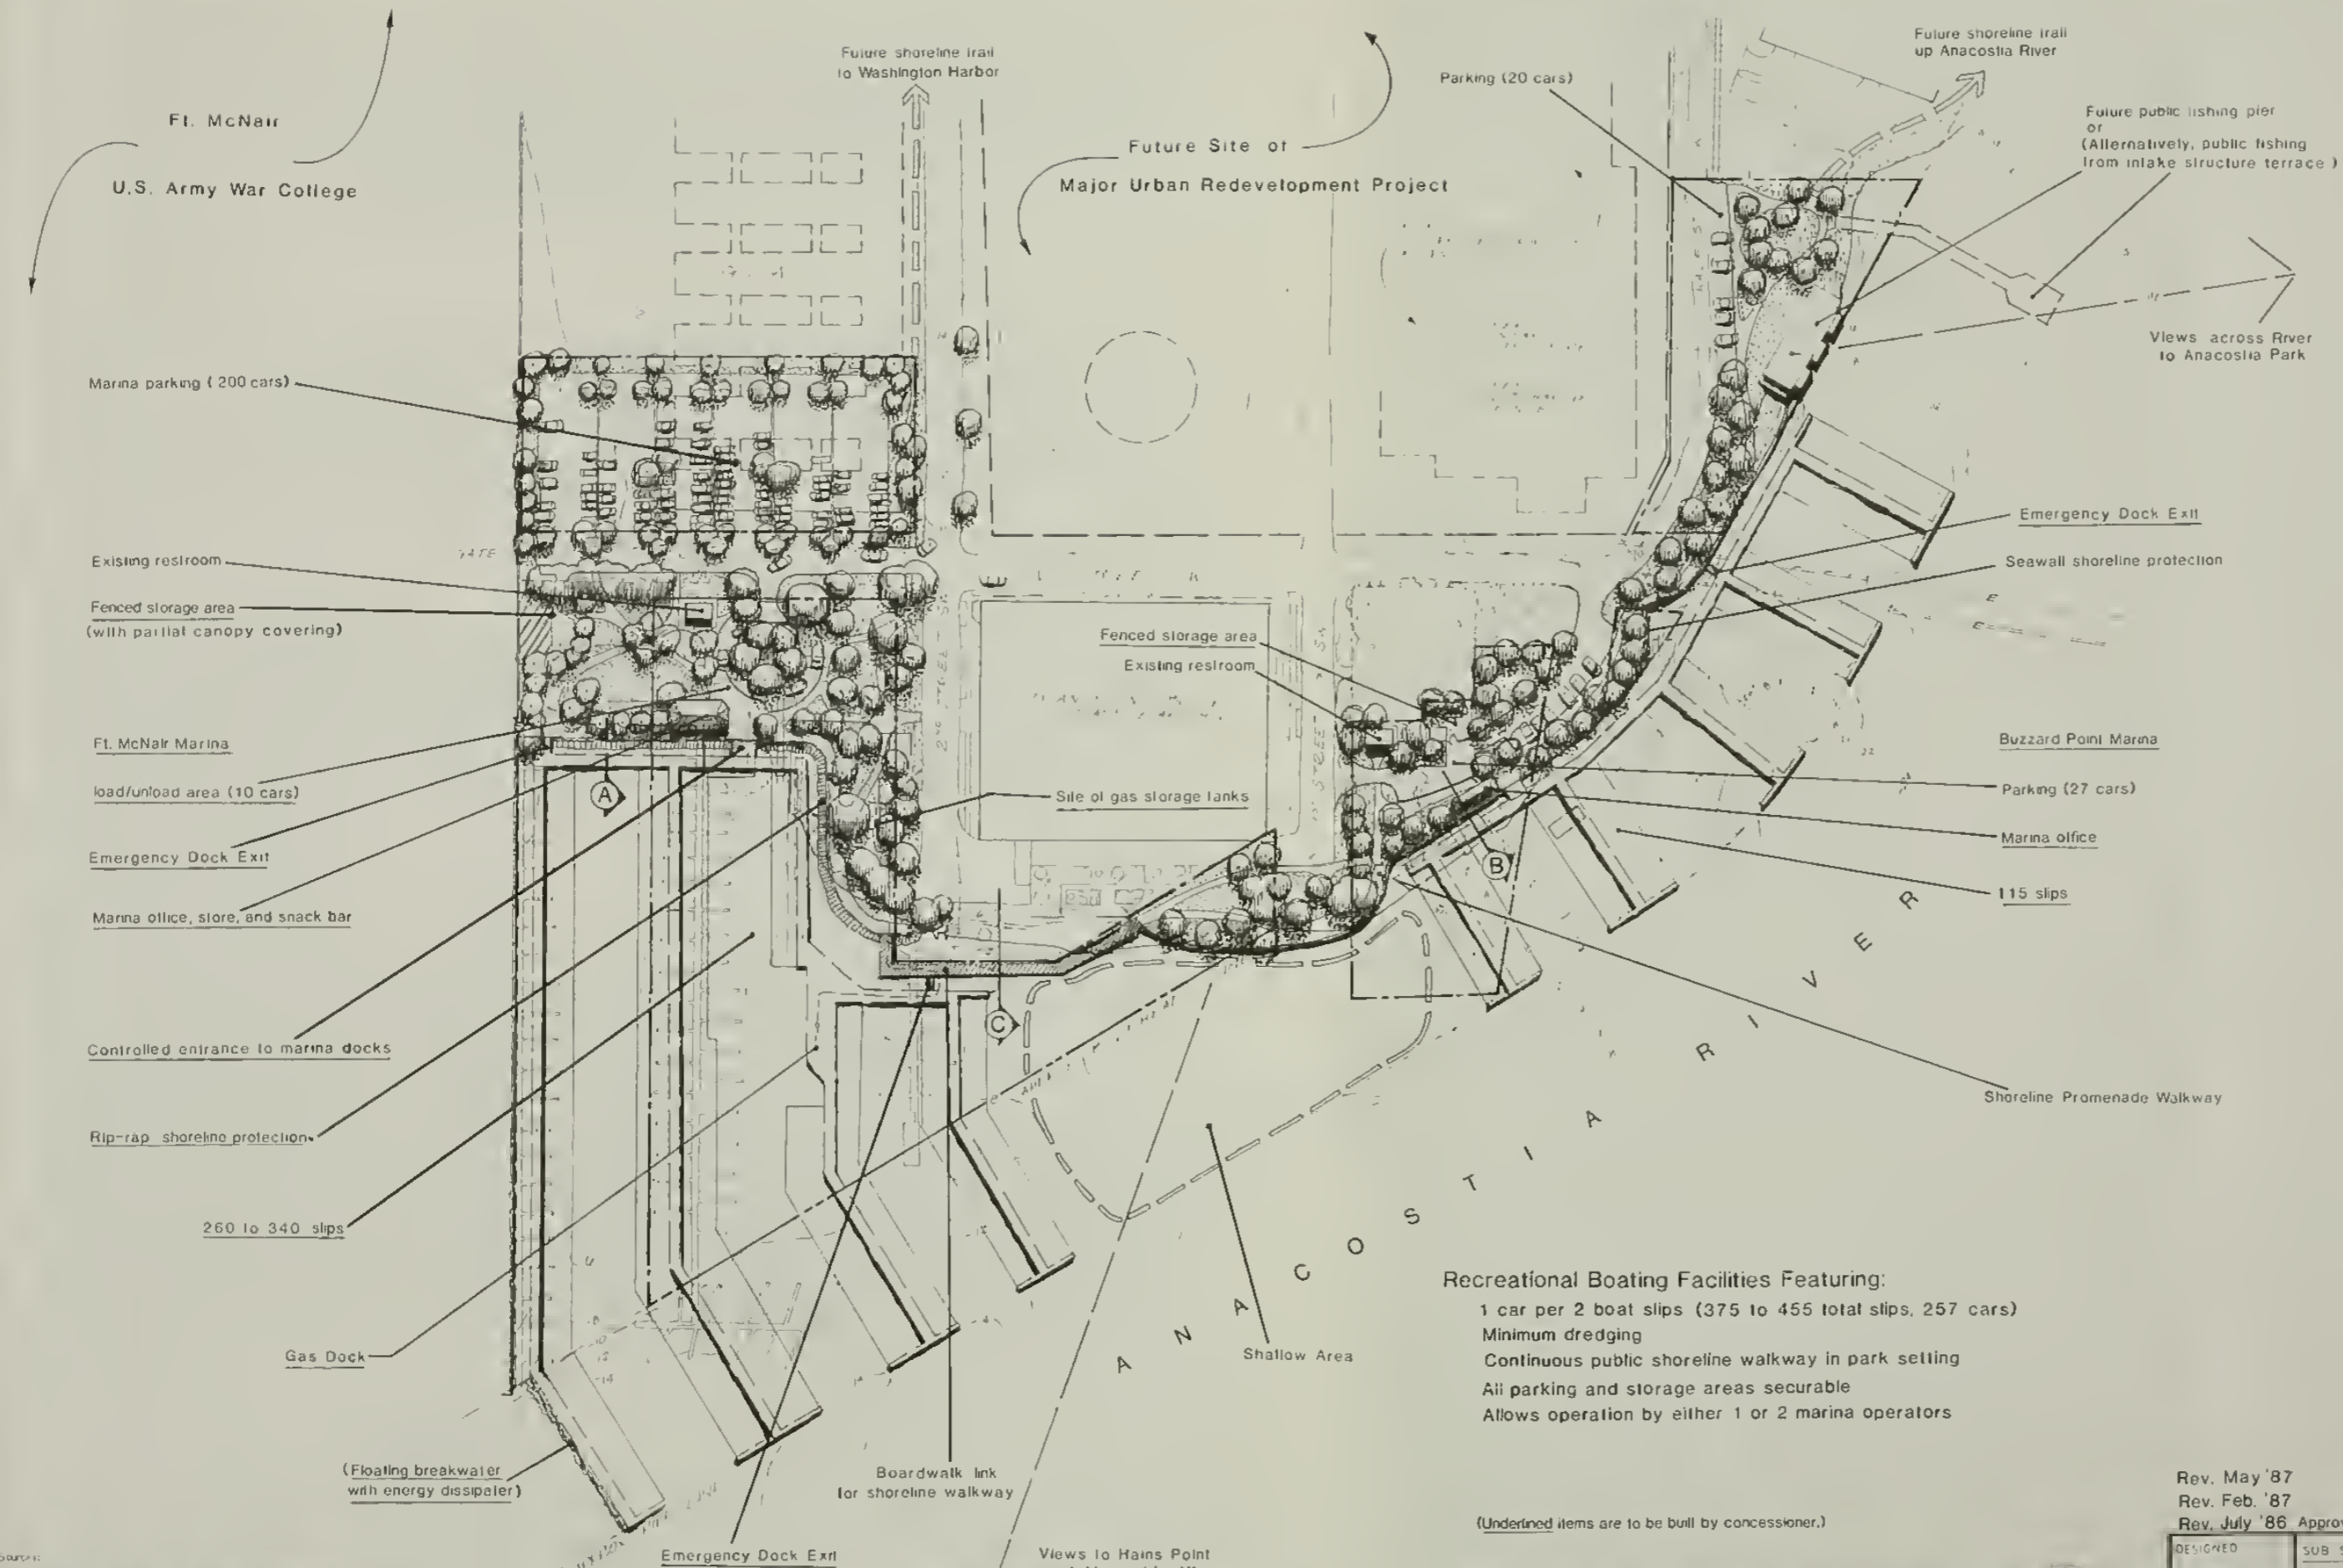 Future shoreline trail
to Washington Harbor
Future shoreline trail
up Anacostia River
Parking (20 cars)
Ft. McNair
U.S. Army War College
Future Site of
Major Urban Redevelopment Project
Future public fishing pier
or
(Alternatively, public fishing
from intake structure terrace )
Views across River
to Anacostia Park
Marina parking ( 200 cars)
Emergency Dock Exit
Seawall shoreline protection
Existing restroom
Fenced storage area
(with partial canopy covering)
Fenced storage area
Existing restroom
Ft. McNair Marina
load/unload area (10 cars)
Emergency Dock Exit
Marina office, store, and snack bar
Site of gas storage tanks
Buzzard Point Marina
Parking (27 cars)
Marina office
115 slips
A
B
C
Controlled entrance to marina docks
Rip-rap shoreline protection
260 to 340 slips
Gas Dock
Shoreline Promenade Walkway
ANACOSTIA RIVER
Shallow Area
(Floating breakwater
with energy dissipater)
Boardwalk link
for shoreline walkway
Emergency Dock Exit
Views to Hains Point
Recreational Boating Facilities Featuring:
1 car per 2 boat slips (375 to 455 total slips, 257 cars)
Minimum dredging
Continuous public shoreline walkway in park setting
All parking and storage areas securable
Allows operation by either 1 or 2 marina operators
(Underlined items are to be built by concessioner.)
Rev. May '87
Rev. Feb. '87
Rev. July '86
DESIGNED
SUB